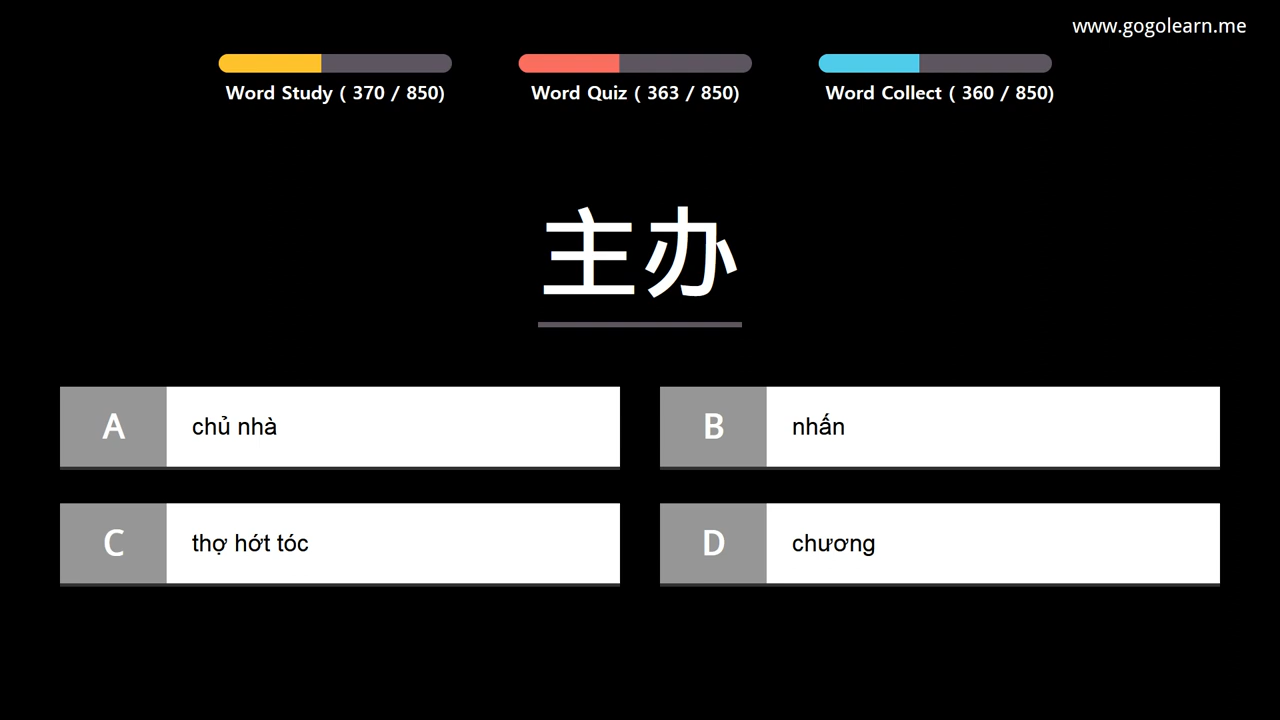 www.gogolearn.me
Word Study ( 370 / 850)
Word Quiz ( 363 / 850)
Word Collect ( 360 / 850)
主办
A chủ nhà
B nhấn
C thợ hớt tóc
D chương